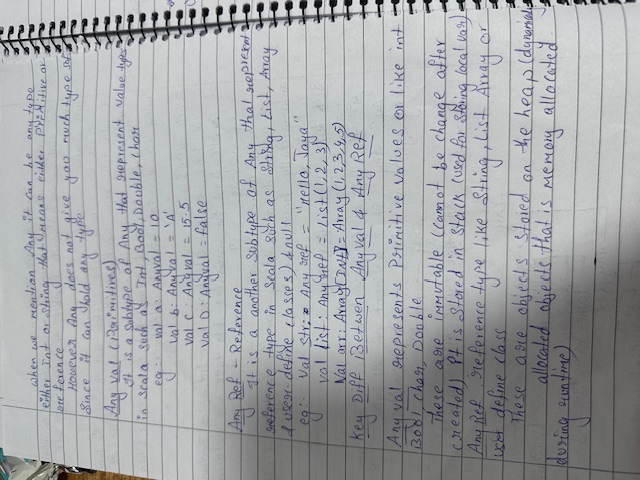 When we mention Any it can be any type
either Int or string that means either Primitive or
reference
However Any does not give you much type
Since it can hold any type
Any val (Primitives)
It is a Subtype of Any that represent value types
in scala such as Int, Bool, Double, Char
eg:- val a: Anyval = 10
val b: Anyval = 'A'
val c: Anyval = 15.5
val D: Anyval = false
Any Ref - Reference
It is a another Subtype of Any that represent
reference type in Scala such as String, List, Array
& user-define classes) & null
eg:- Val Str: Any ref = "Hello, Jaya"
val list: Any ref = List(1, 2, 3)
Val arr: Array[INt] = Array (1,2,3,4,5)
Key Diff Betwen Anyval & Any Ref
Any val represents Primitive values or like int
Bool, char, Double
These are immutable (cannot be change after
created) It is Stored in Stack (used for storing local var)
Any Ref reference type like String, List Array or
user define class
These are objects stored on the heap (dynamically
allocated objects that is memory allocated
during runtime)